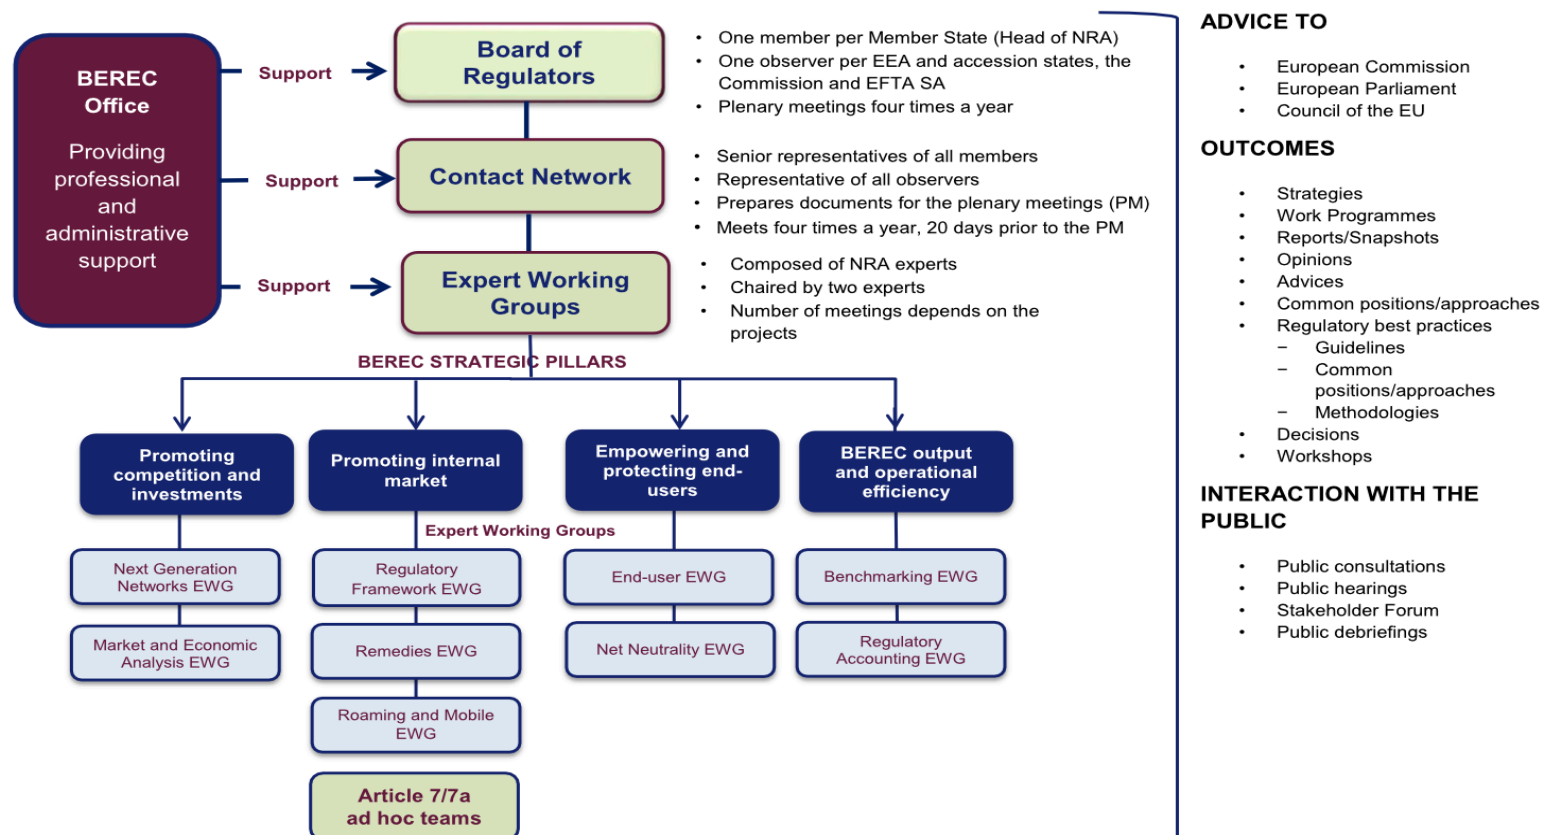 BEREC
Office
Providing
professional
and
administrative
support
Support
Support
Support
Board of
Regulators
• One member per Member State (Head of NRA)
• One observer per EEA and accession states, the
Commission and EFTA SA
• Plenary meetings four times a year
Contact Network
• Senior representatives of all members
• Representative of all observers
• Prepares documents for the plenary meetings (PM)
• Meets four times a year, 20 days prior to the PM
Expert Working
Groups
• Composed of NRA experts
• Chaired by two experts
• Number of meetings depends on the
projects
BEREC STRATEGIC PILLARS
Promoting
competition and
investments
Promoting internal
market
Empowering and
protecting end-
users
BEREC output
and operational
efficiency
Expert Working Groups
Next Generation
Networks EWG
Market and Economic
Analysis EWG
Regulatory
Framework EWG
Remedies EWG
Roaming and Mobile
EWG
Article 7/7a
ad hoc teams
End-user EWG
Net Neutrality EWG
Benchmarking EWG
Regulatory
Accounting EWG
ADVICE TO
• European Commission
• European Parliament
• Council of the EU
OUTCOMES
• Strategies
• Work Programmes
• Reports/Snapshots
• Opinions
• Advices
• Common positions/approaches
• Regulatory best practices
– Guidelines
– Common
positions/approaches
– Methodologies
• Decisions
• Workshops
INTERACTION WITH THE
PUBLIC
• Public consultations
• Public hearings
• Stakeholder Forum
• Public debriefings